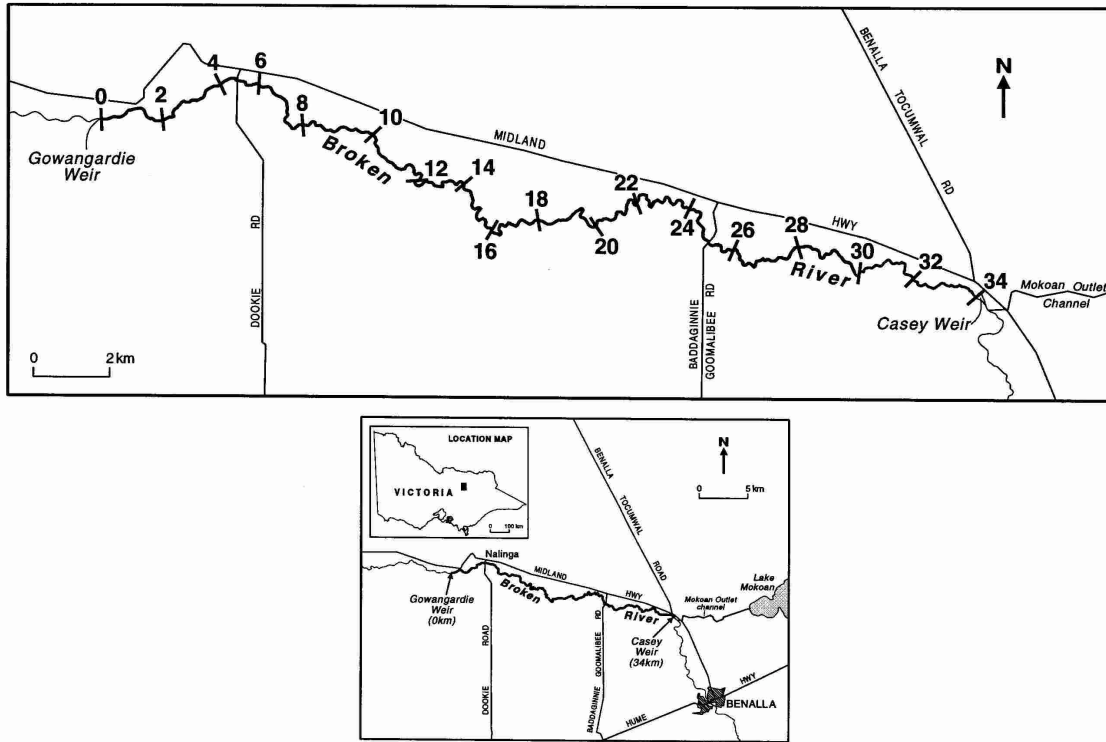 BENALLA
TOCUMWAL
RD
N
0
2
4
6
8
10
12
14
16
18
20
22
24
26
28
30
32
34
MIDLAND
HWY
Broken
River
Gowangardie
Weir
DOOKIE
RD
BADDAGINNIE
GOOMALIBEE RD
Casey Weir
Mokoan Outlet
Channel
0
2 km
LOCATION MAP
VICTORIA
0
100 km
BENALLA
TOCUMWAL
ROAD
N
0
5 km
Nalinga
MIDLAND
HWY
Broken
River
Gowangardie
Weir
(0km)
Lake
Mokoan
Mokoan Outlet
channel
Casey
Weir
(34km)
DOOKIE
ROAD
BADDAGINNIE
GOOMALIBEE RD
HUME
HWY
BENALLA